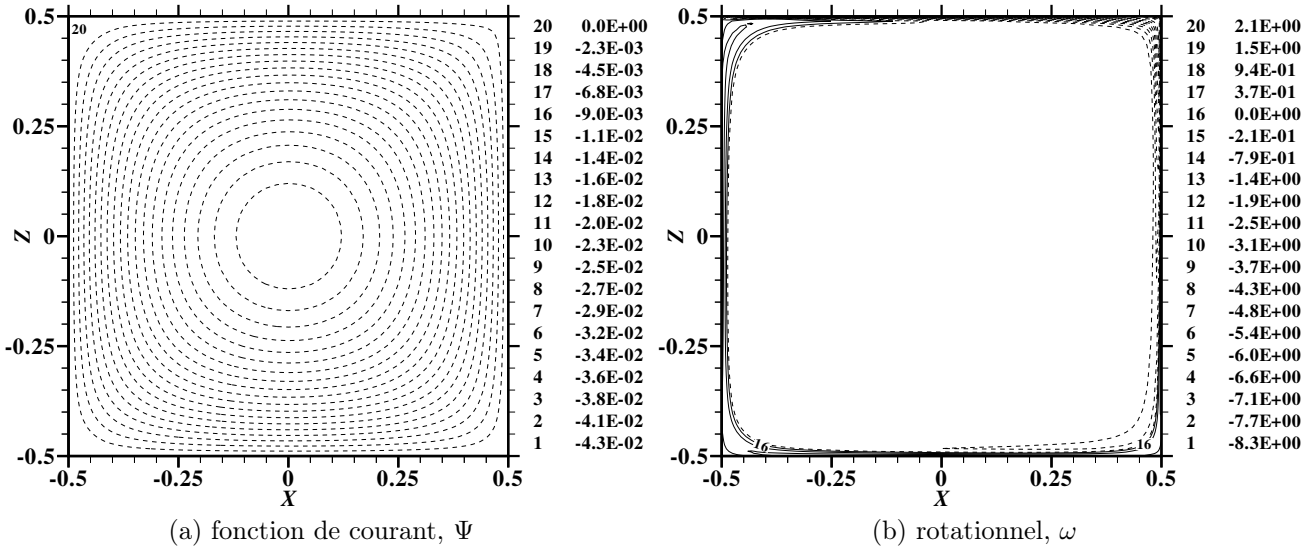 0.5
0.25
0
-0.25
-0.5
Z
20
-0.5
-0.25
0
0.25
0.5
X
20 0.0E+00
19 -2.3E-03
18 -4.5E-03
17 -6.8E-03
16 -9.0E-03
15 -1.1E-02
14 -1.4E-02
13 -1.6E-02
12 -1.8E-02
11 -2.0E-02
10 -2.3E-02
9 -2.5E-02
8 -2.7E-02
7 -2.9E-02
6 -3.2E-02
5 -3.4E-02
4 -3.6E-02
3 -3.8E-02
2 -4.1E-02
1 -4.3E-02
(a) fonction de courant, Ψ
0.5
0.25
0
-0.25
-0.5
Z
16
16
-0.5
-0.25
0
0.25
0.5
X
20 2.1E+00
19 1.5E+00
18 9.4E-01
17 3.7E-01
16 0.0E+00
15 -2.1E-01
14 -7.9E-01
13 -1.4E+00
12 -1.9E+00
11 -2.5E+00
10 -3.1E+00
9 -3.7E+00
8 -4.3E+00
7 -4.8E+00
6 -5.4E+00
5 -6.0E+00
4 -6.6E+00
3 -7.1E+00
2 -7.7E+00
1 -8.3E+00
(b) rotationnel, ω